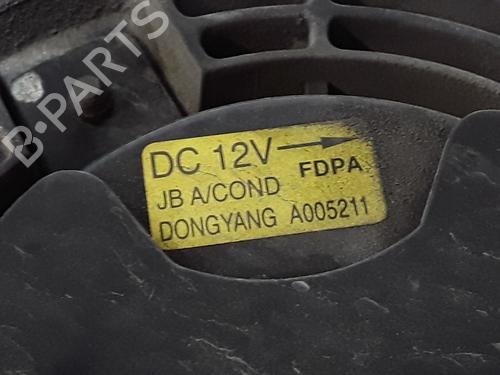 B-PARTS
DC 12V
FDPA
JB A/COND
DONGYANG A005211